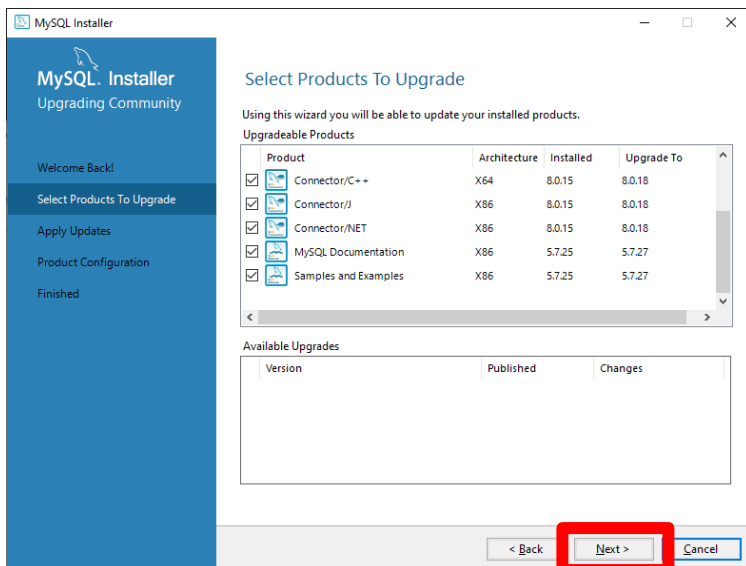 MySQL Installer
MySQL. Installer
Upgrading Community
Welcome Back!
Select Products To Upgrade
Apply Updates
Product Configuration
Finished
Select Products To Upgrade
Using this wizard you will be able to update your installed products.
Upgradeable Products
Product Architecture Installed Upgrade To
Connector/C++ X64 8.0.15 8.0.18
Connector/J X86 8.0.15 8.0.18
Connector/NET X86 8.0.15 8.0.18
MySQL Documentation X86 5.7.25 5.7.27
Samples and Examples X86 5.7.25 5.7.27
Available Upgrades
Version Published Changes
< Back Next > Cancel